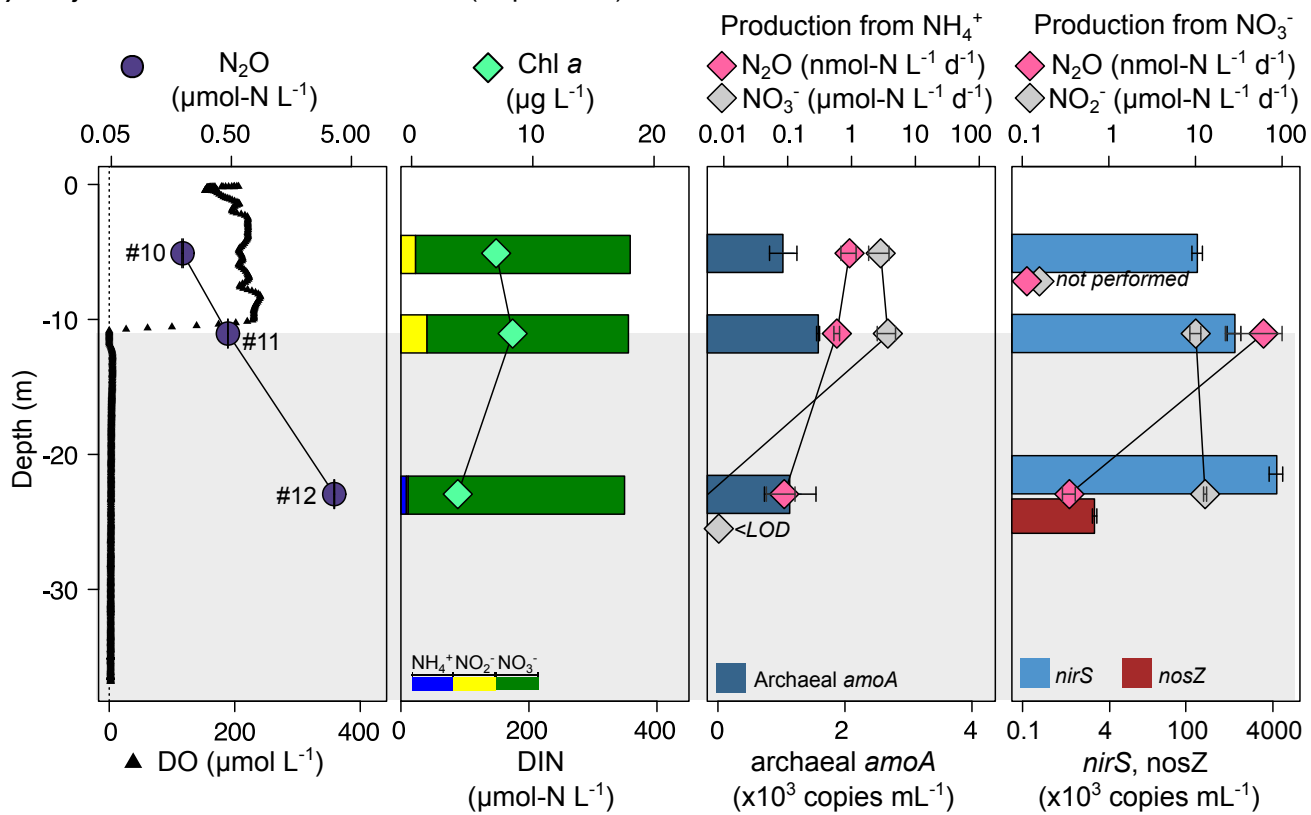 Production from NH₄⁺
Production from NO₃⁻
N₂O
(µmol-N L⁻¹)
Chl a
(µg L⁻¹)
N₂O (nmol-N L⁻¹ d⁻¹)
NO₃⁻ (µmol-N L⁻¹ d⁻¹)
N₂O (nmol-N L⁻¹ d⁻¹)
NO₂⁻ (µmol-N L⁻¹ d⁻¹)
0.05 0.50 5.00
0 10 20
0.01 0.1 1 10 100
0.1 1 10 100
Depth (m)
0
-10
-20
-30
#10
#11
#12
not performed
<LOD
NH₄⁺ NO₂⁻ NO₃⁻
Archaeal amoA
nirS nosZ
0 200 400
0 200 400
0 2 4
0.1 4 100 4000
DO (µmol L⁻¹)
DIN
(µmol-N L⁻¹)
archaeal amoA
(x10³ copies mL⁻¹)
nirS, nosZ
(x10³ copies mL⁻¹)